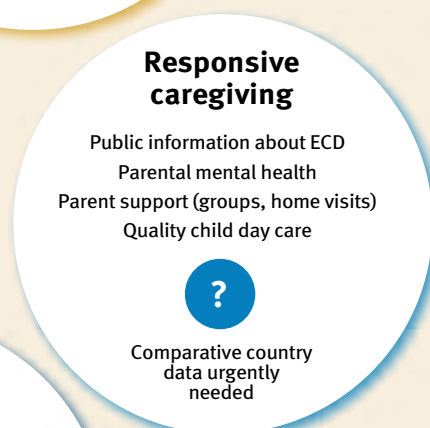 Responsive
caregiving
Public information about ECD
Parental mental health
Parent support (groups, home visits)
Quality child day care
?
Comparative country
data urgently
needed